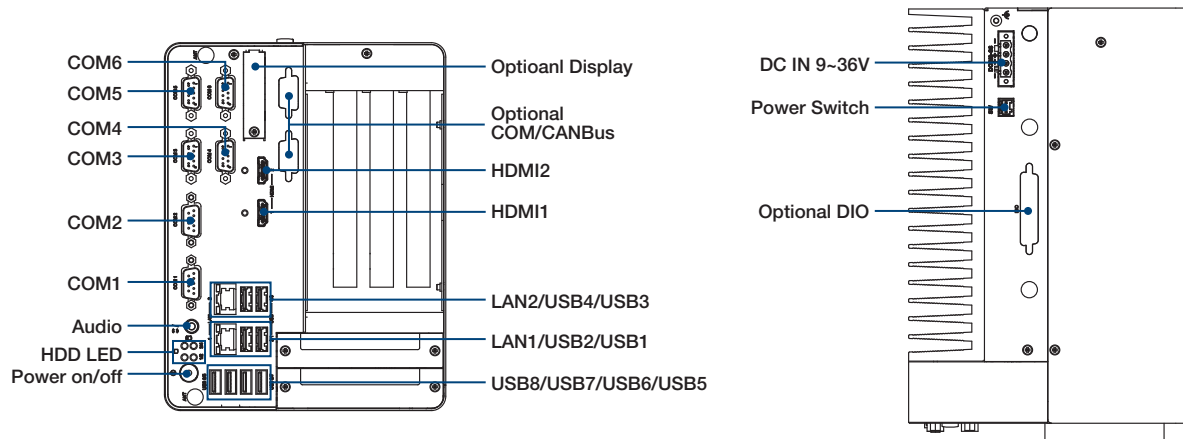 COM6
COM5
COM4
COM3
COM2
COM1
Audio
HDD LED
Power on/off
Optioanl Display
Optional
COM/CANBus
HDMI2
HDMI1
LAN2/USB4/USB3
LAN1/USB2/USB1
USB8/USB7/USB6/USB5
DC IN 9~36V
Power Switch
Optional DIO